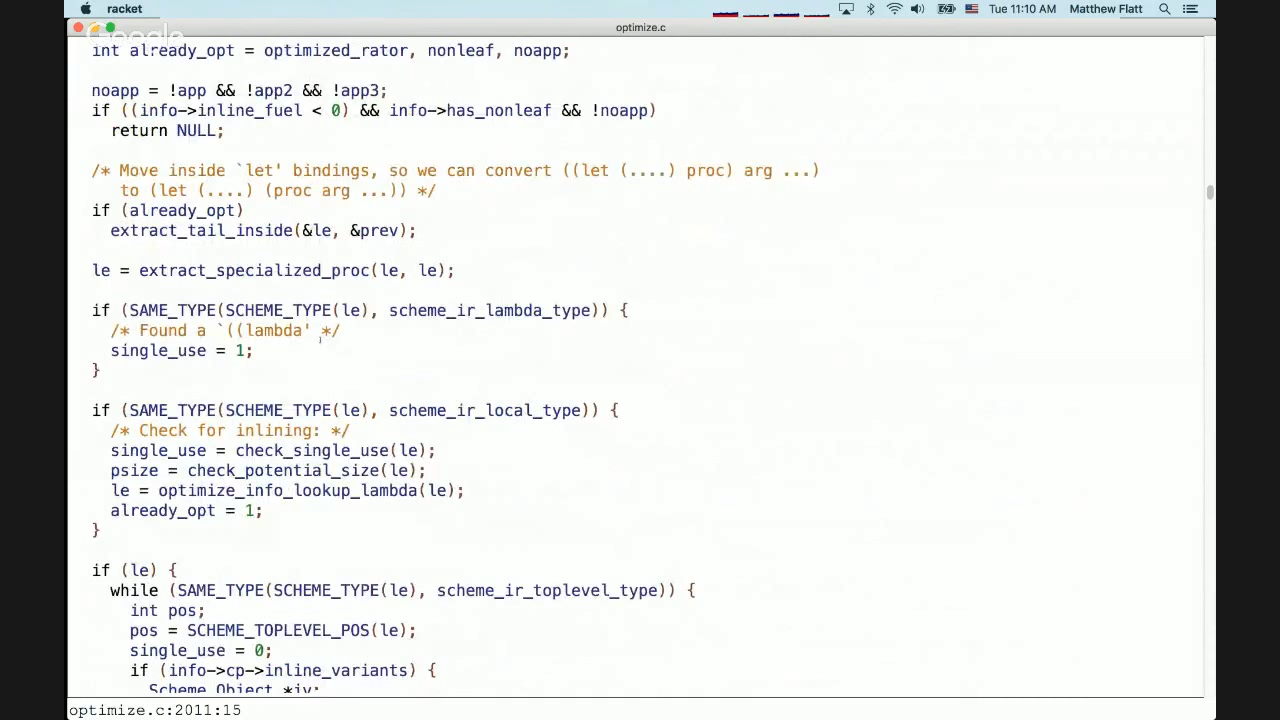 racket Tue 11:10 AM Matthew Flatt
optimize.c
Google
int already_opt = optimized_rator, nonleaf, noapp;
noapp = !app && !app2 && !app3;
if ((info->inline_fuel < 0) && info->has_nonleaf && !noapp)
return NULL;
/* Move inside `let' bindings, so we can convert ((let (....) proc) arg ...)
to (let (....) (proc arg ...)) */
if (already_opt)
extract_tail_inside(&le, &prev);
le = extract_specialized_proc(le, le);
if (SAME_TYPE(SCHEME_TYPE(le), scheme_ir_lambda_type)) {
/* Found a `((lambda' */
single_use = 1;
}
if (SAME_TYPE(SCHEME_TYPE(le), scheme_ir_local_type)) {
/* Check for inlining: */
single_use = check_single_use(le);
psize = check_potential_size(le);
le = optimize_info_lookup_lambda(le);
already_opt = 1;
}
if (le) {
while (SAME_TYPE(SCHEME_TYPE(le), scheme_ir_toplevel_type)) {
int pos;
pos = SCHEME_TOPLEVEL_POS(le);
single_use = 0;
if (info->cp->inline_variants) {
Scheme_Object *iv;
optimize.c:2011:15